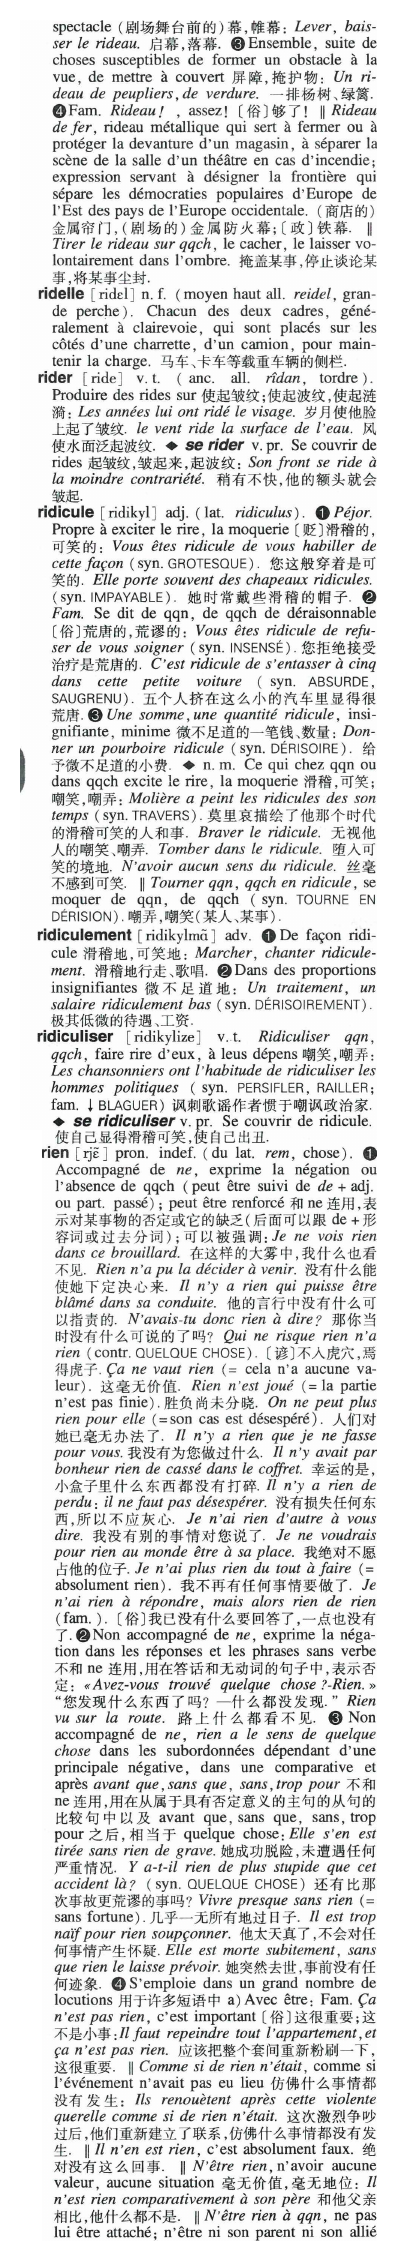 spectacle (剧场舞台前的)幕,帷幕: Lever, bais-
ser le rideau. 启幕,落幕. ❸Ensemble, suite de
choses susceptibles de former un obstacle à la
vue, de mettre à couvert 屏障,掩护物: Un ri-
deau de peupliers, de verdure. 一排杨树、绿篱.
❹Fam. Rideau! , assez! 〔俗〕够了! ‖ Rideau
de fer, rideau métallique qui sert à fermer ou à
protéger la devanture d'un magasin, à séparer la
scène de la salle d'un théâtre en cas d'incendie;
expression servant à désigner la frontière qui
sépare les démocraties populaires d'Europe de
l'Est des pays de l'Europe occidentale. (商店的)
金属帘门,(剧场的)金属防火幕;〔政〕铁幕. ‖
Tirer le rideau sur qqch, le cacher, le laisser vo-
lontairement dans l'ombre. 掩盖某事,停止谈论某
事,将某事尘封.
ridelle [ridɛl] n. f. (moyen haut all. reidel, gran-
de perche). Chacun des deux cadres, géné-
ralement à clairevoie, qui sont placés sur les
côtés d'une charrette, d'un camion, pour main-
tenir la charge. 马车、卡车等载重车辆的侧栏.
rider [ride] v. t. ( anc. all. rîdan, tordre ).
Produire des rides sur 使起皱纹;使起波纹,使起涟
漪: Les années lui ont ridé le visage. 岁月使他脸
上起了皱纹. le vent ride la surface de l'eau. 风
使水面泛起波纹. ◆ se rider v. pr. Se couvrir de
rides 起皱纹,皱起来,起波纹: Son front se ride à
la moindre contrariété. 稍有不快,他的额头就会
皱起.
ridicule [ridikyl] adj. (lat. ridiculus). ❶ Péjor.
Propre à exciter le rire, la moquerie 〔贬〕滑稽的,
可笑的: Vous êtes ridicule de vous habiller de
cette façon (syn. GROTESQUE). 您这般穿着是可
笑的. Elle porte souvent des chapeaux ridicules.
(syn. IMPAYABLE). 她时常戴些滑稽的帽子. ❷
Fam. Se dit de qqn, de qqch de déraisonnable
〔俗〕荒唐的,荒谬的: Vous êtes ridicule de refu-
ser de vous soigner (syn. INSENSÉ). 您拒绝接受
治疗是荒唐的. C'est ridicule de s'entasser à cinq
dans cette petite voiture ( syn. ABSURDE,
SAUGRENU). 五个人挤在这么小的汽车里显得很
荒唐. ❸ Une somme, une quantité ridicule, insi-
gnifiante, minime 微不足道的一笔钱、数量: Don-
ner un pourboire ridicule (syn. DÉRISOIRE). 给
予微不足道的小费. ◆ n. m. Ce qui chez qqn ou
dans qqch excite le rire, la moquerie 滑稽,可笑;
嘲笑,嘲弄: Molière a peint les ridicules des son
temps (syn. TRAVERS). 莫里哀描绘了他那个时代
的滑稽可笑的人和事. Braver le ridicule. 无视他
人的嘲笑、嘲弄. Tomber dans le ridicule. 堕入可
笑的境地. N'avoir aucun sens du ridicule. 丝毫
不感到可笑. ‖ Tourner qqn, qqch en ridicule, se
moquer de qqn, de qqch ( syn. TOURNE EN
DÉRISION). 嘲弄,嘲笑(某人、某事).
ridiculement [ridikylmɑ̃] adv. ❶ De façon ridi-
cule 滑稽地,可笑地: Marcher, chanter ridicule-
ment. 滑稽地行走、歌唱. ❷Dans des proportions
insignifiantes 微不足道地: Un traitement, un
salaire ridiculement bas (syn. DÉRISOIREMENT).
极其低微的待遇、工资.
ridiculiser [ridikylize] v. t. Ridiculiser qqn,
qqch, faire rire d'eux, à leus dépens 嘲笑,嘲弄:
Les chansonniers ont l'habitude de ridiculiser les
hommes politiques ( syn. PERSIFLER, RAILLER;
fam. ↓BLAGUER) 讽刺歌谣作者惯于嘲讽政治家.
◆ se ridiculiser v. pr. Se couvrir de ridicule.
使自己显得滑稽可笑,使自己出丑.
rien [rjɛ̃] pron. indef. (du lat. rem, chose). ❶
Accompagné de ne, exprime la négation ou
l'absence de qqch (peut être suivi de de + adj.
ou part. passé); peut être renforcé 和 ne 连用,表
示对某事物的否定或它的缺乏(后面可以跟 de + 形
容词或过去分词);可以被强调: Je ne vois rien
dans ce brouillard. 在这样的大雾中,我什么也看
不见. Rien n'a pu la décider à venir. 没有什么能
使她下定决心来. Il n'y a rien qui puisse être
blâmé dans sa conduite. 他的言行中没有什么可
以指责的. N'avais-tu donc rien à dire? 那你当
时没有什么可说的了吗? Qui ne risque rien n'a
rien (contr. QUELQUE CHOSE). 〔谚〕不入虎穴,焉
得虎子. Ça ne vaut rien (= cela n'a aucune va-
leur). 这毫无价值. Rien n'est joué (= la partie
n'est pas finie). 胜负尚未分晓. On ne peut plus
rien pour elle (=son cas est désespéré). 人们对
她已毫无办法了. Il n'y a rien que je ne fasse
pour vous. 我没有为您做过什么. Il n'y avait par
bonheur rien de cassé dans le coffret. 幸运的是,
小盒子里什么东西都没有打碎. Il n'y a rien de
perdu: il ne faut pas désespérer. 没有损失任何东
西,所以不应灰心. Je n'ai rien d'autre à vous
dire. 我没有别的事情对您说了. Je ne voudrais
pour rien au monde être à sa place. 我绝对不愿
占他的位子. Je n'ai plus rien du tout à faire (=
absolument rien). 我不再有任何事情要做了. Je
n'ai rien à répondre, mais alors rien de rien
(fam.). 〔俗〕我已没有什么要回答了,一点也没有
了. ❷Non accompagné de ne, exprime la néga-
tion dans les réponses et les phrases sans verbe
不和 ne 连用,用在答话和无动词的句子中,表示否
定: «Avez-vous trouvé quelque chose ?-Rien.»
“您发现什么东西了吗? —什么都没发现.” Rien
vu sur la route. 路上什么都看不见. ❸ Non
accompagné de ne, rien a le sens de quelque
chose dans les subordonnées dépendant d'une
principale négative, dans une comparative et
après avant que, sans que, sans, trop pour 不和
ne 连用,用在从属于具有否定意义的主句的从句的
比较句中以及 avant que, sans que, sans, trop
pour 之后,相当于 quelque chose: Elle s'en est
tirée sans rien de grave. 她成功脱险,未遭遇任何
严重情况. Y a-t-il rien de plus stupide que cet
accident là? (syn. QUELQUE CHOSE) 还有比那
次事故更荒谬的事吗? Vivre presque sans rien (=
sans fortune). 几乎一无所有地过日子. Il est trop
naïf pour rien soupçonner. 他太天真了,不会对任
何事情产生怀疑. Elle est morte subitement, sans
que rien le laisse prévoir. 她突然去世,事前没有任
何迹象. ❹ S'emploie dans un grand nombre de
locutions 用于许多短语中 a) Avec être: Fam. Ça
n'est pas rien, c'est important〔俗〕这很重要;这
不是小事: Il faut repeindre tout l'appartement, et
ça n'est pas rien. 应该把整个套间重新粉刷一下,
这很重要. ‖ Comme si de rien n'était, comme si
l'événement n'avait pas eu lieu 仿佛什么事情都
没有发生: Ils renouètent après cette violente
querelle comme si de rien n'était. 这次激烈争吵
过后,他们重新建立了联系,仿佛什么事情都没有发
生. ‖ Il n'en est rien, c'est absolument faux. 绝
对没有这么回事. ‖ N'être rien, n'avoir aucune
valeur, aucune situation 毫无价值,毫无地位: Il
n'est rien comparativement à son père 和他父亲
相比,他什么都不是. ‖ N'être rien à qqn, ne pas
lui être attaché; n'être ni son parent ni son allié